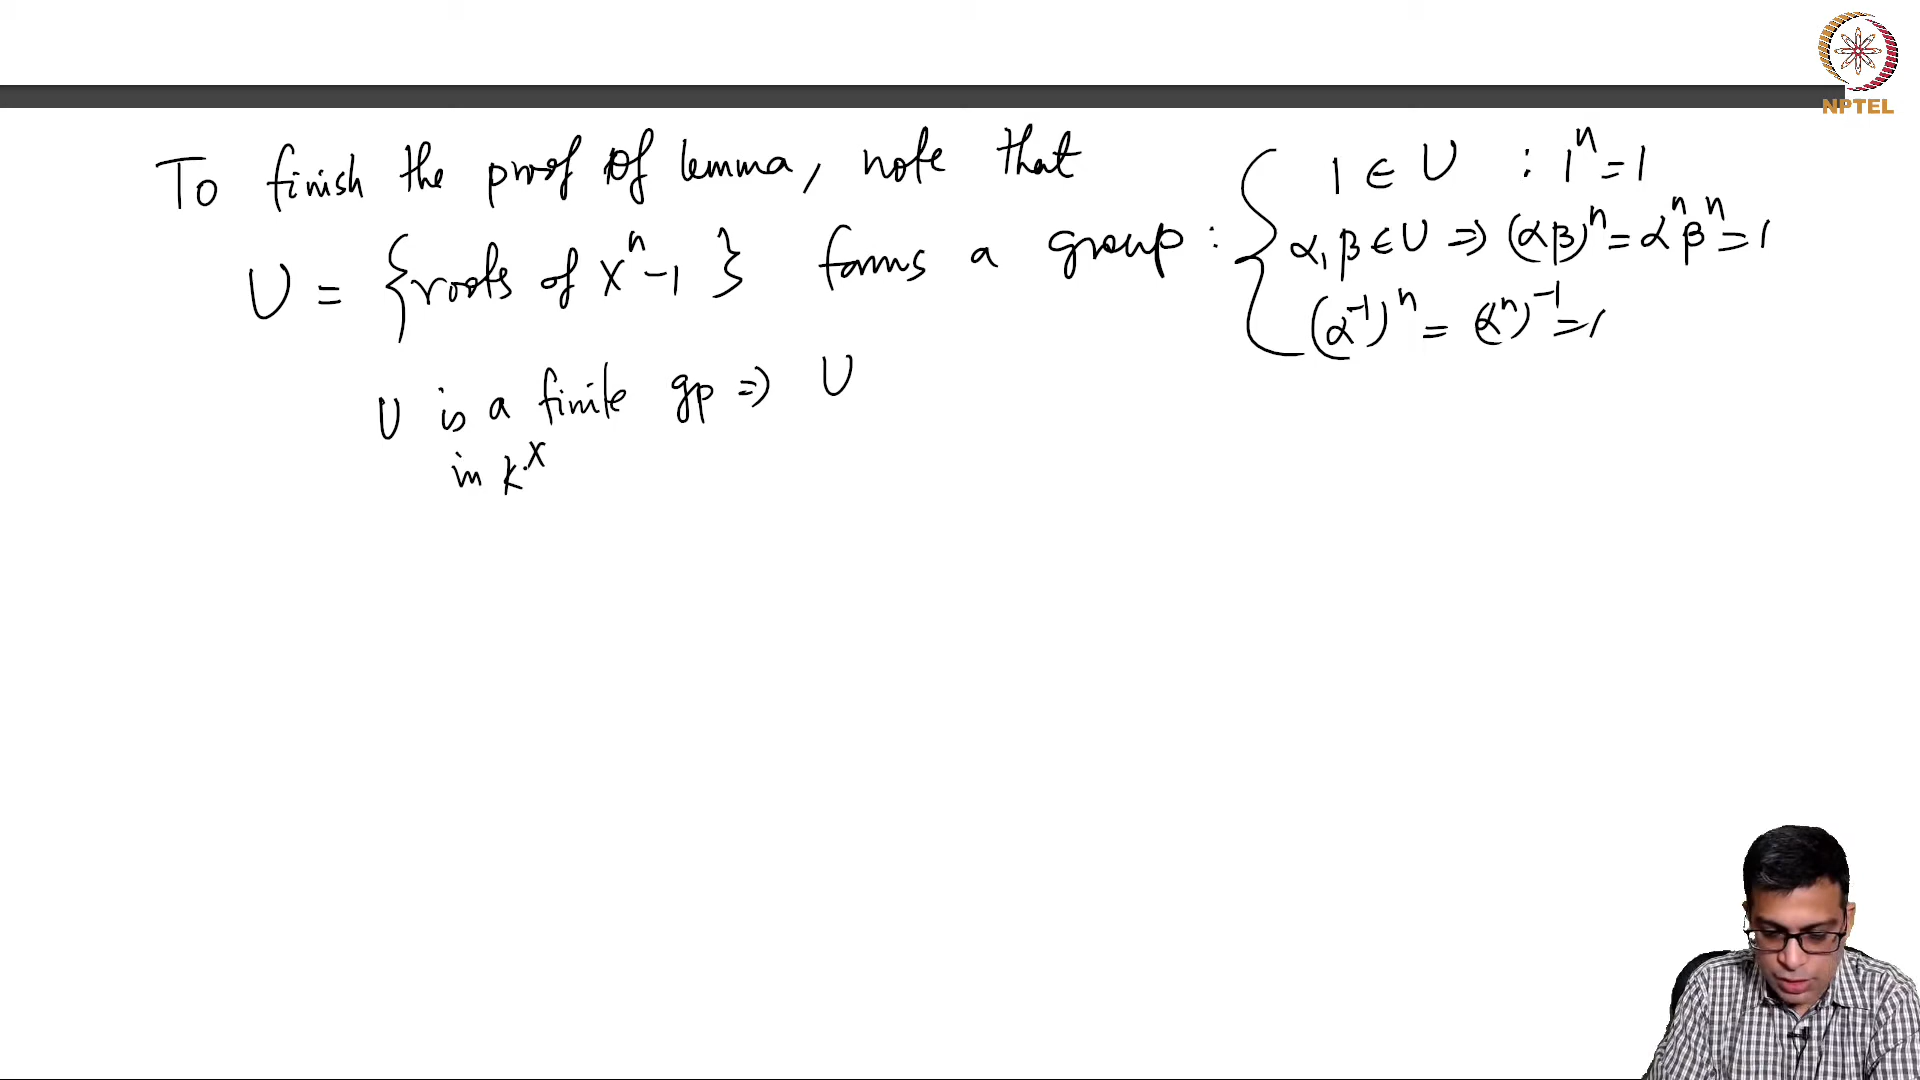 NPTEL
To finish the proof of lemma, note that
U = {roots of x^n - 1} forms a group :
1 ∈ U : 1^n = 1
α, β ∈ U ⇒ (αβ)^n = α^n β^n = 1
(α^-1)^n = (α^n)^-1 = 1
U is a finite gp ⇒ U
in K^×